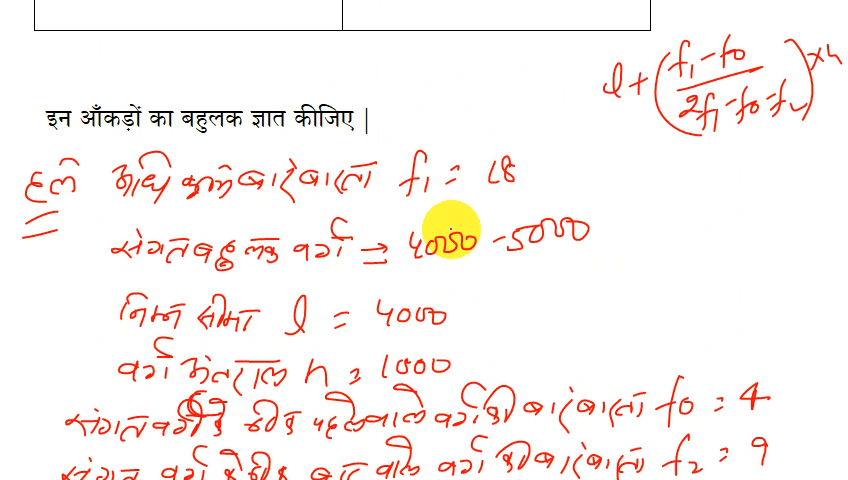 l + (f₁ - f₀ / 2f₁ - f₀ - f₂) × h
इन आँकड़ों का बहुलक ज्ञात कीजिए |
हल अधिकतम बारंबारता f₁ = 18
संगत बहुलक वर्ग = 4000 - 5000
निम्न सीमा l = 4000
वर्ग अंतराल h = 1000
संगत वर्ग के ठीक पहले वाले वर्ग की बारंबारता f₀ = 4
संगत वर्ग के ठीक बाद वाले वर्ग की बारंबारता f₂ = 9